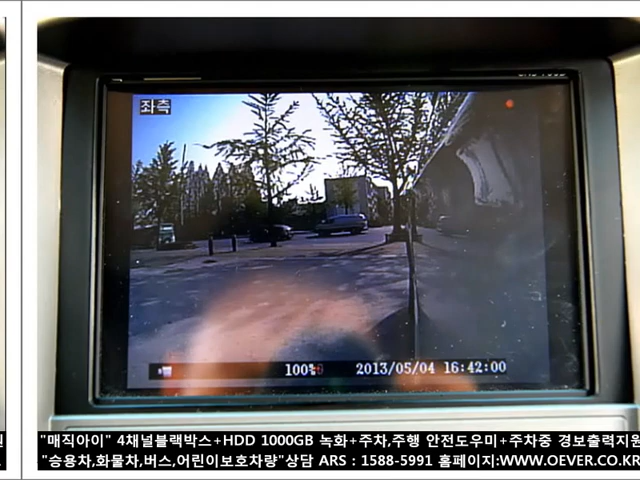 좌측
100%
2013/05/04 16:42:00
"매직아이" 4채널블랙박스+HDD 1000GB 녹화+주차,주행 안전도우미+주차중 경보출력지원
"승용차,화물차,버스,어린이보호차량"상담 ARS : 1588-5991 홈페이지:WWW.OEVER.CO.KR